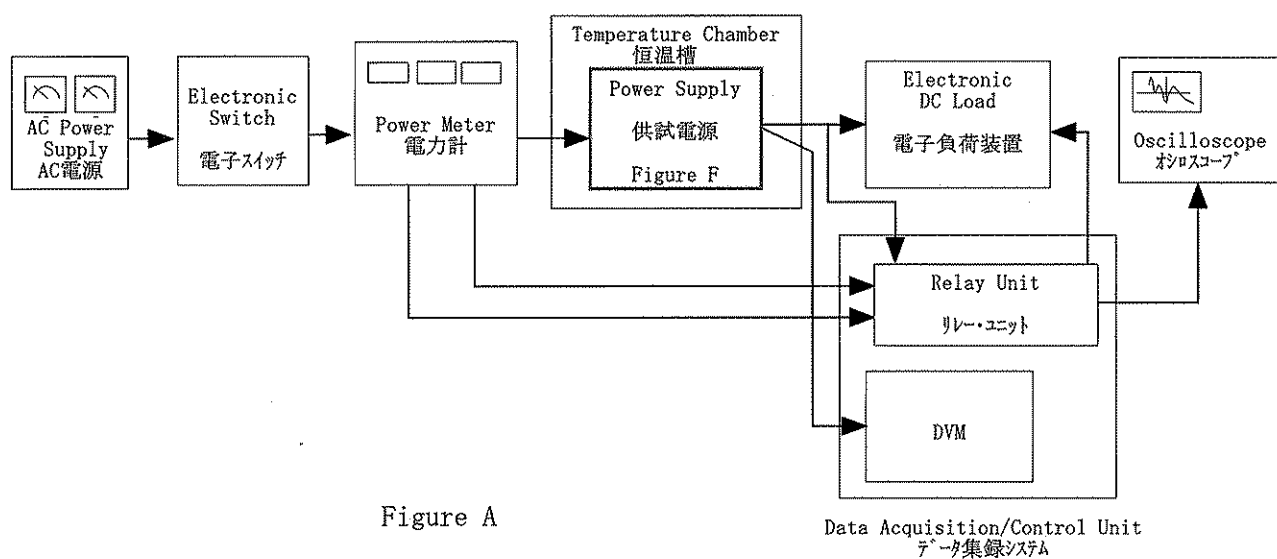 AC Power
Supply
AC電源
Electronic
Switch
電子スイッチ
Power Meter
電力計
Temperature Chamber
恒温槽
Power Supply
供試電源
Figure F
Electronic
DC Load
電子負荷装置
Oscilloscope
ｵｼﾛｽｺｰﾌﾟ
Relay Unit
ﾘﾚｰ・ﾕﾆｯﾄ
DVM
Figure A
Data Acquisition/Control Unit
ﾃﾞｰﾀ集録ｼｽﾃﾑ